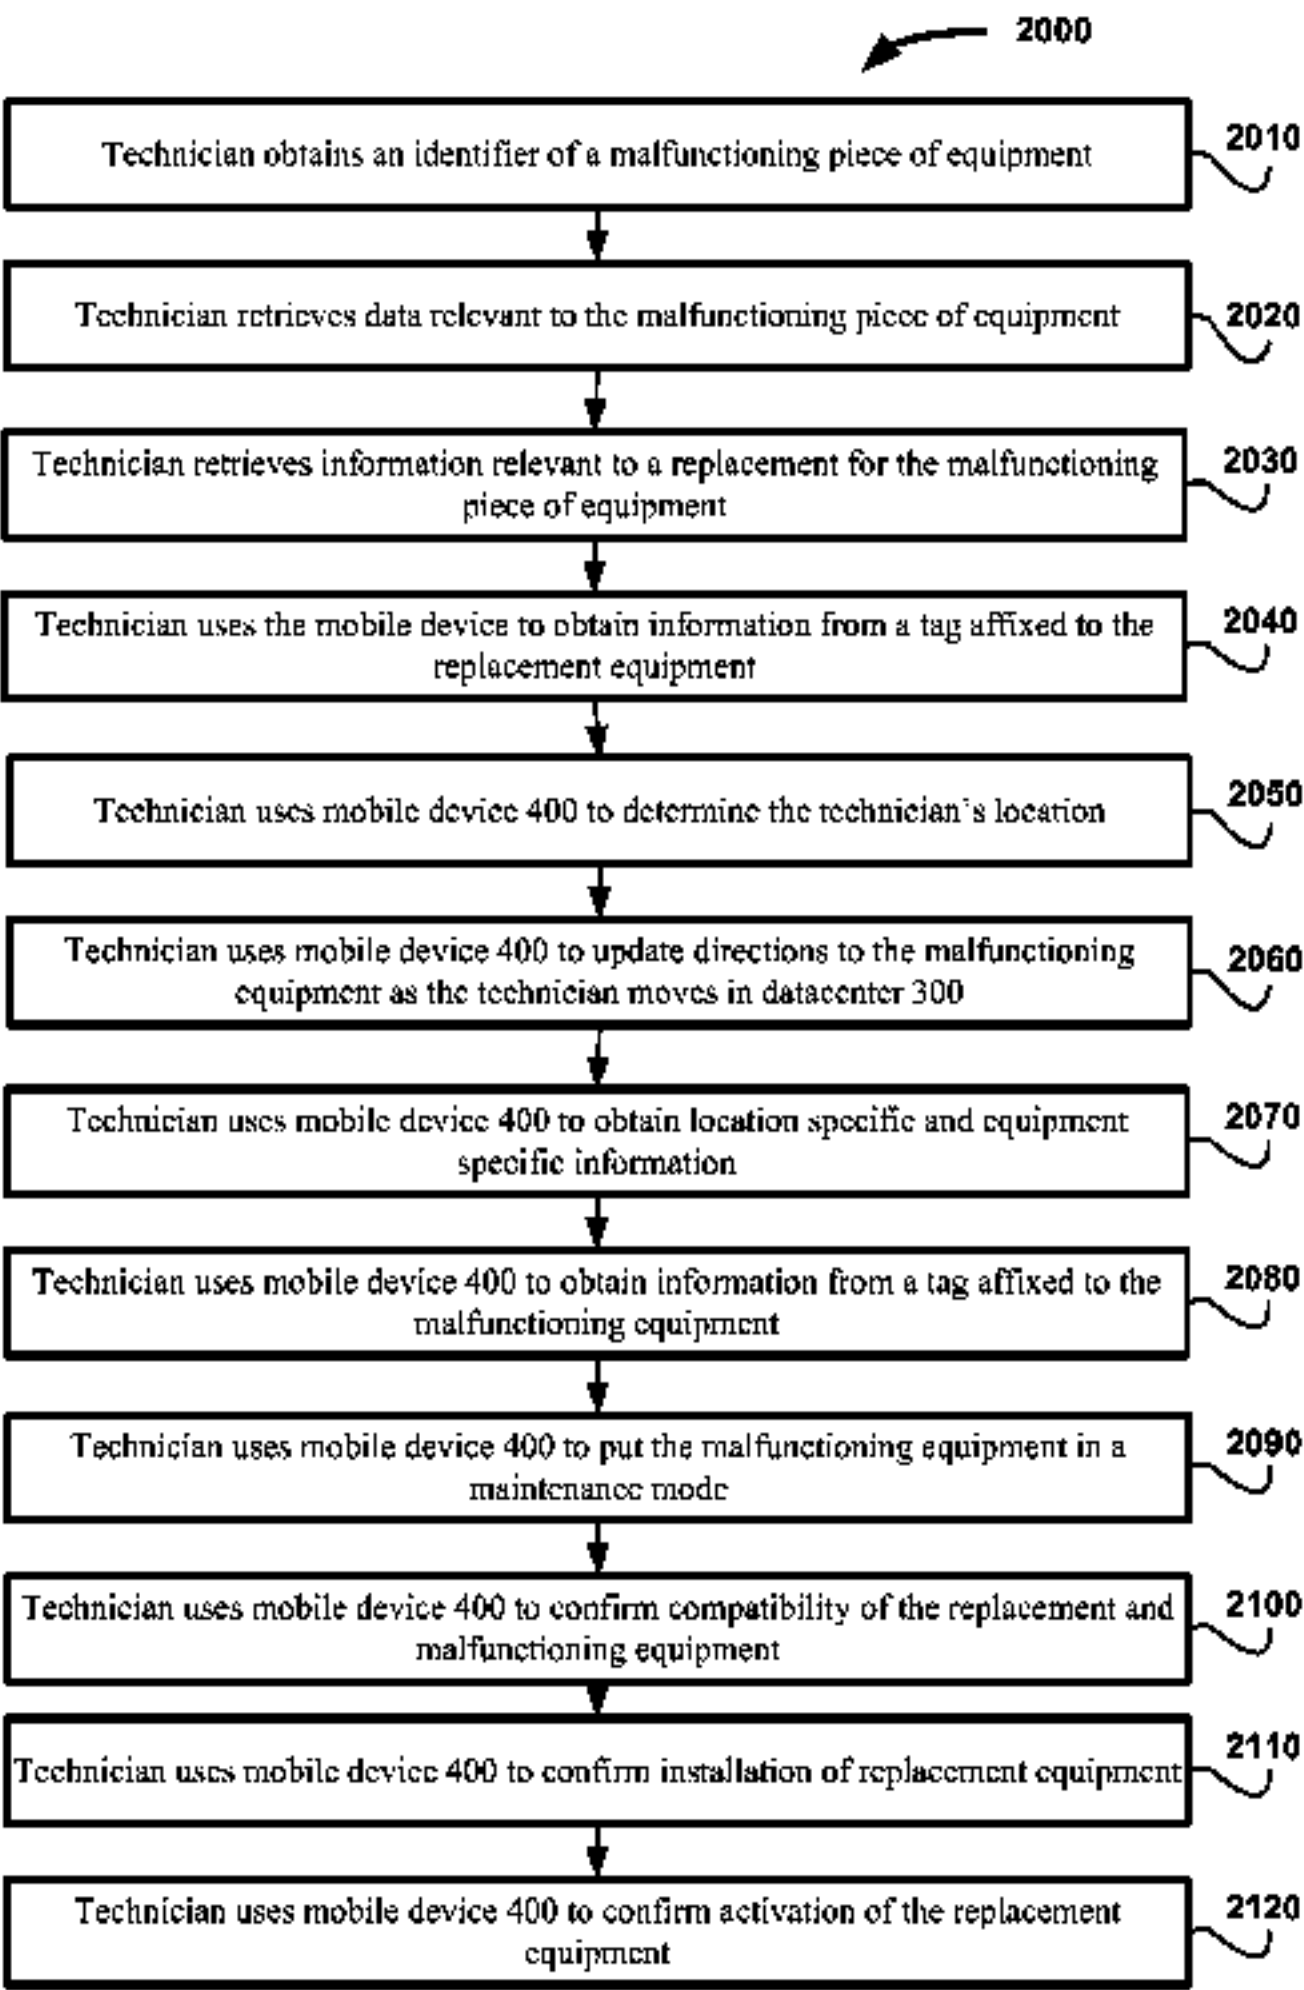 2000
Technician obtains an identifier of a malfunctioning piece of equipment
2010
Technician retrieves data relevant to the malfunctioning piece of equipment
2020
Technician retrieves information relevant to a replacement for the malfunctioning
piece of equipment
2030
Technician uses the mobile device to obtain information from a tag affixed to the
replacement equipment
2040
Technician uses mobile device 400 to determine the technician's location
2050
Technician uses mobile device 400 to update directions to the malfunctioning
equipment as the technician moves in datacenter 300
2060
Technician uses mobile device 400 to obtain location specific and equipment
specific information
2070
Technician uses mobile device 400 to obtain information from a tag affixed to the
malfunctioning equipment
2080
Technician uses mobile device 400 to put the malfunctioning equipment in a
maintenance mode
2090
Technician uses mobile device 400 to confirm compatibility of the replacement and
malfunctioning equipment
2100
Technician uses mobile device 400 to confirm installation of replacement equipment
2110
Technician uses mobile device 400 to confirm activation of the replacement
equipment
2120